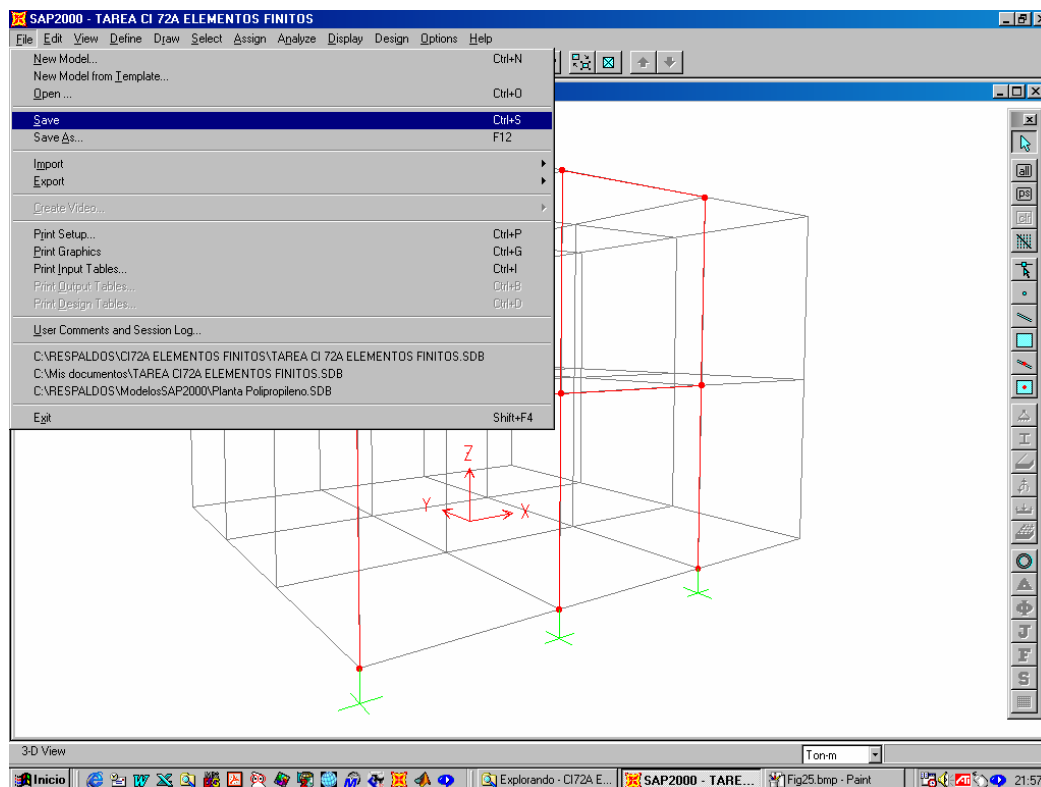 SAP2000 - TAREA CI 72A ELEMENTOS FINITOS
File Edit View Define Draw Select Assign Analyze Display Design Options Help
New Model... Ctrl+N
New Model from Template...
Open ... Ctrl+O
Save Ctrl+S
Save As... F12
Import
Export
Create Video...
Print Setup... Ctrl+P
Print Graphics Ctrl+G
Print Input Tables... Ctrl+I
Print Output Tables... Ctrl+B
Print Design Tables... Ctrl+D
User Comments and Session Log...
C:\RESPALDOS\CI72A ELEMENTOS FINITOS\TAREA CI 72A ELEMENTOS FINITOS.SDB
C:\Mis documentos\TAREA CI72A ELEMENTOS FINITOS.SDB
C:\RESPALDOS\ModelosSAP2000\Planta Polipropileno.SDB
Exit Shift+F4
all
ps
clr
Z
Y
X
J
F
S
3-D View
Ton-m
Inicio
Explorando - CI72A E...
SAP2000 - TARE...
Fig25.bmp - Paint
21:57